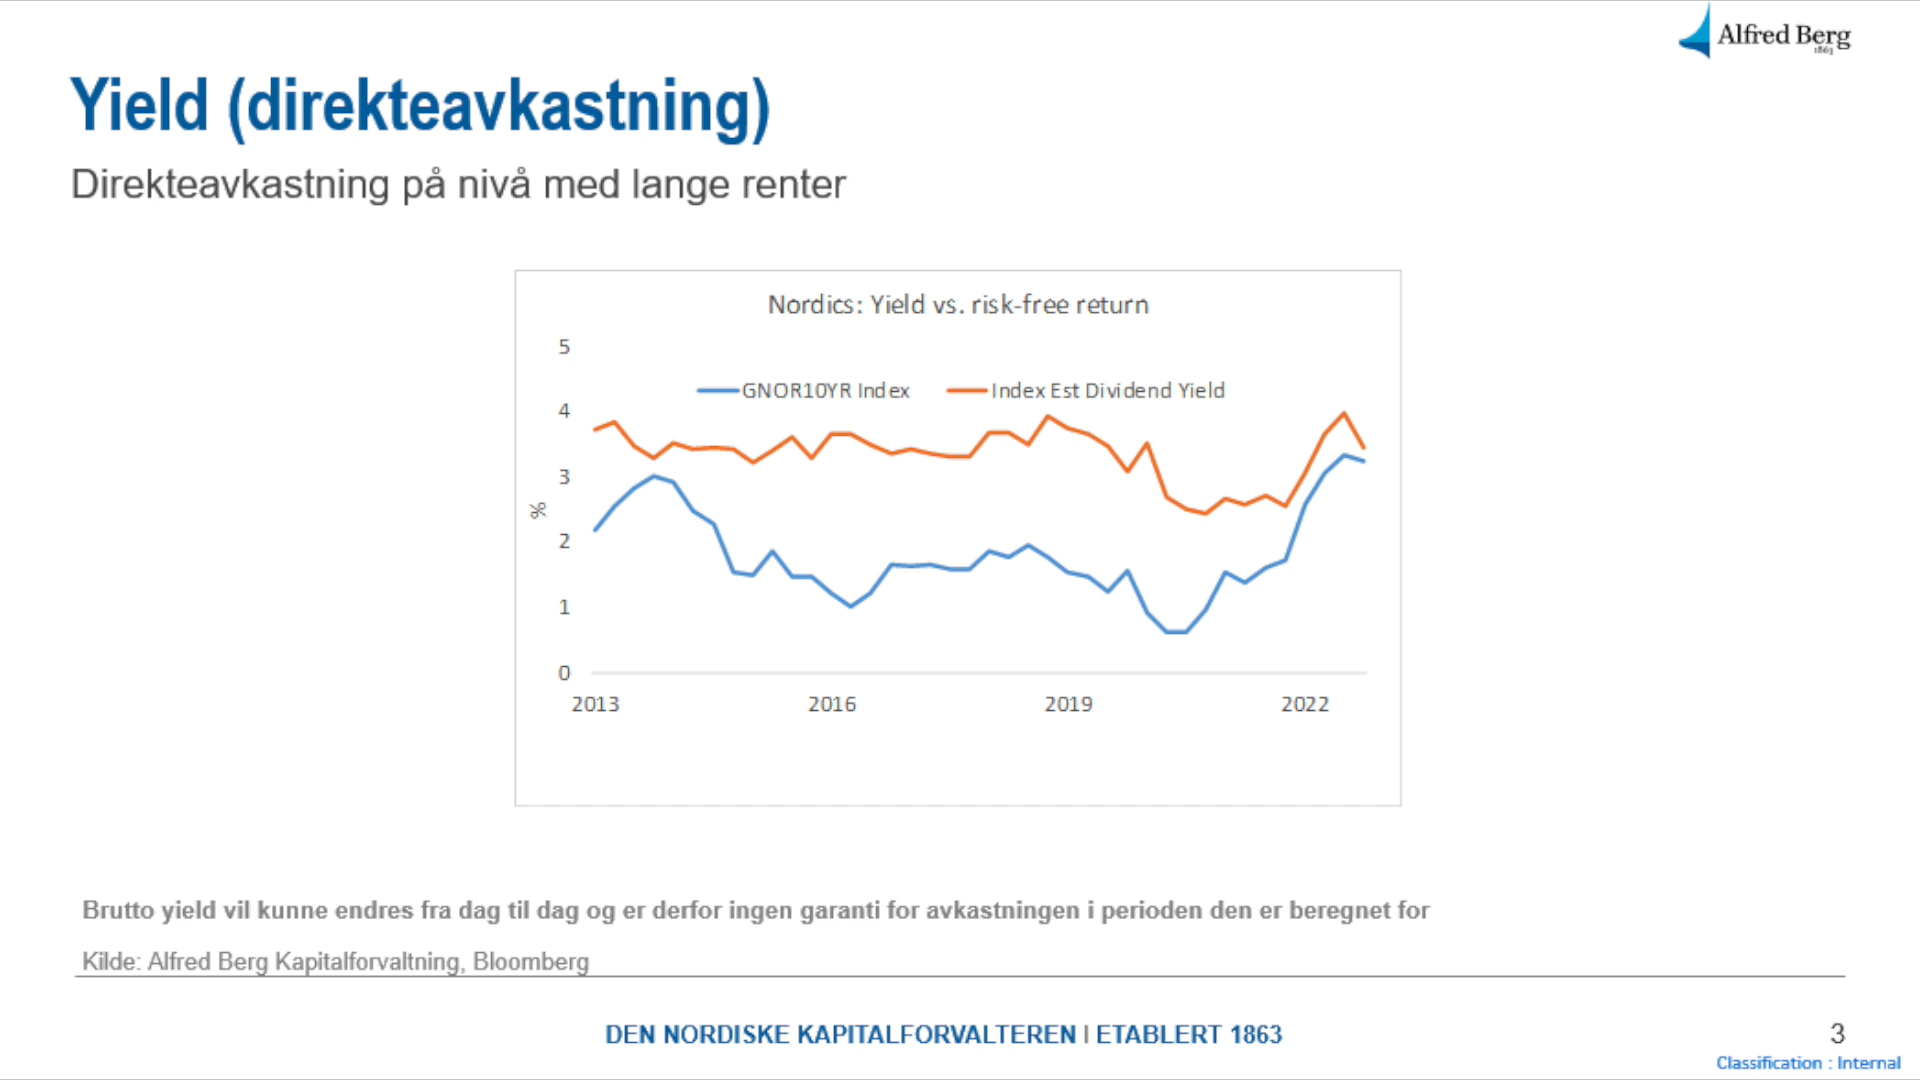 Alfred Berg
1863
Yield (direkteavkastning)
Direkteavkastning på nivå med lange renter
Nordics: Yield vs. risk-free return
5
GNOR10YR Index
Index Est Dividend Yield
4
3
%
2
1
0
2013
2016
2019
2022
Brutto yield vil kunne endres fra dag til dag og er derfor ingen garanti for avkastningen i perioden den er beregnet for
Kilde: Alfred Berg Kapitalforvaltning, Bloomberg
DEN NORDISKE KAPITALFORVALTEREN I ETABLERT 1863
3
Classification : Internal